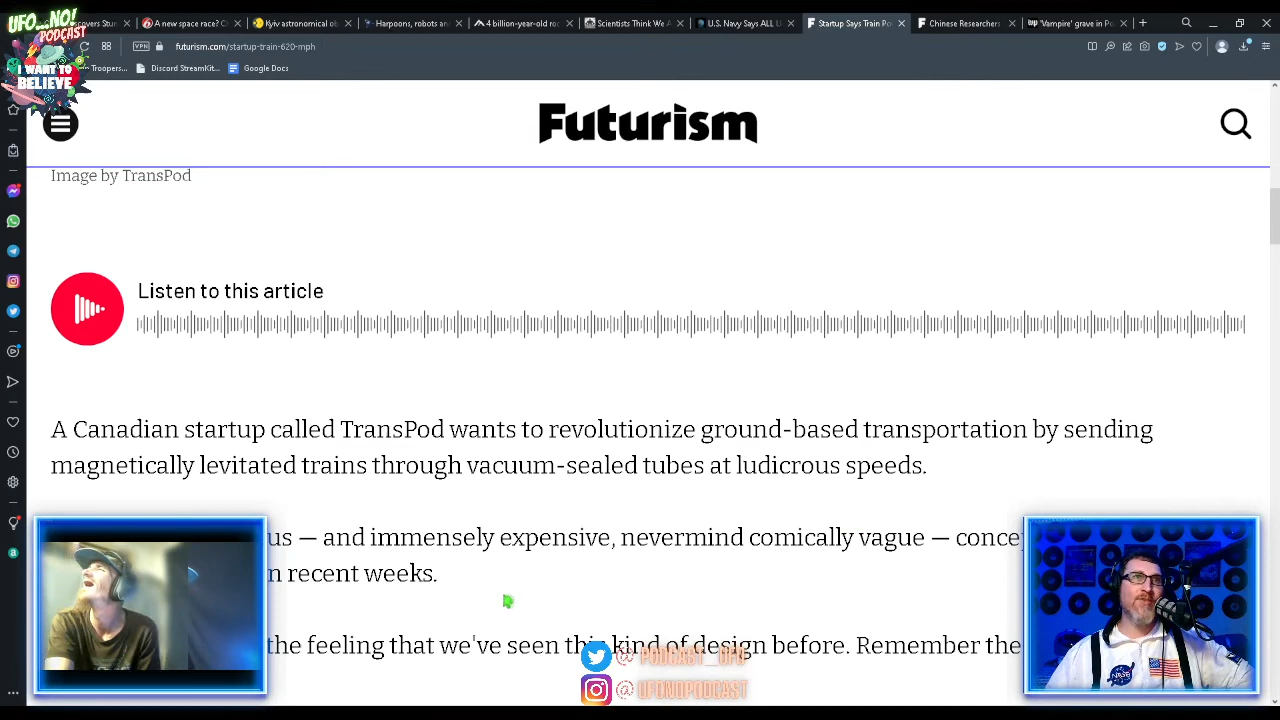 UFO...NO!
PODCAST
I WANT TO
BELIEVE
covers Stun
A new space race? C
Kyiv astronomical ob
Harpoons, robots an
4 billion-year-old roc
Scientists Think We A
U.S. Navy Says ALL U
Startup Says Train Po
Chinese Researchers
'Vampire' grave in Po
VPN
futurism.com/startup-train-620-mph
Troopers...
Discord StreamKit...
Google Docs
Futurism
Image by TransPod
Listen to this article
A Canadian startup called TransPod wants to revolutionize ground-based transportation by sending
magnetically levitated trains through vacuum-sealed tubes at ludicrous speeds.
us — and immensely expensive, nevermind comically vague — conce
n recent weeks.
the feeling that we've seen this kind of design before. Remember the
@ PODCAST_UFO
@ UFONOPODCAST
NASA